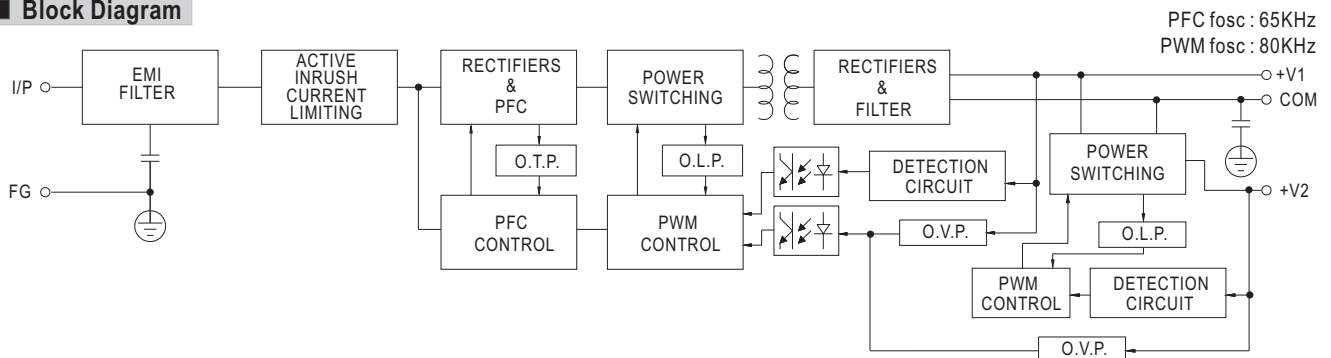 Block Diagram
PFC fosc : 65KHz
PWM fosc : 80KHz
I/P
EMI
FILTER
ACTIVE
INRUSH
CURRENT
LIMITING
RECTIFIERS
&
PFC
POWER
SWITCHING
RECTIFIERS
&
FILTER
+V1
COM
POWER
SWITCHING
O.T.P.
O.L.P.
DETECTION
CIRCUIT
FG
+V2
PFC
CONTROL
PWM
CONTROL
O.V.P.
O.L.P.
PWM
CONTROL
DETECTION
CIRCUIT
O.V.P.